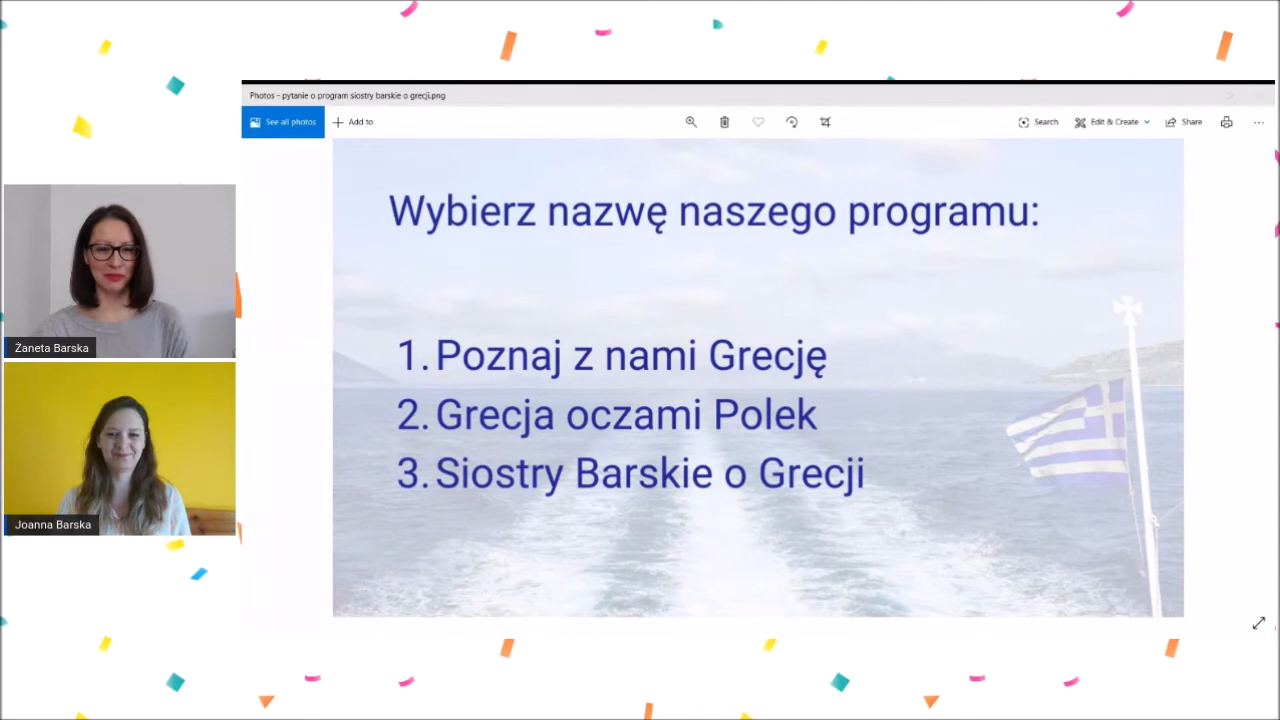 Photos - pytanie o program siostry barskie o grecji.png
See all photos
Add to
Search
Edit & Create
Share
Wybierz nazwę naszego programu:
1. Poznaj z nami Grecję
2. Grecja oczami Polek
3. Siostry Barskie o Grecji
Żaneta Barska
Joanna Barska